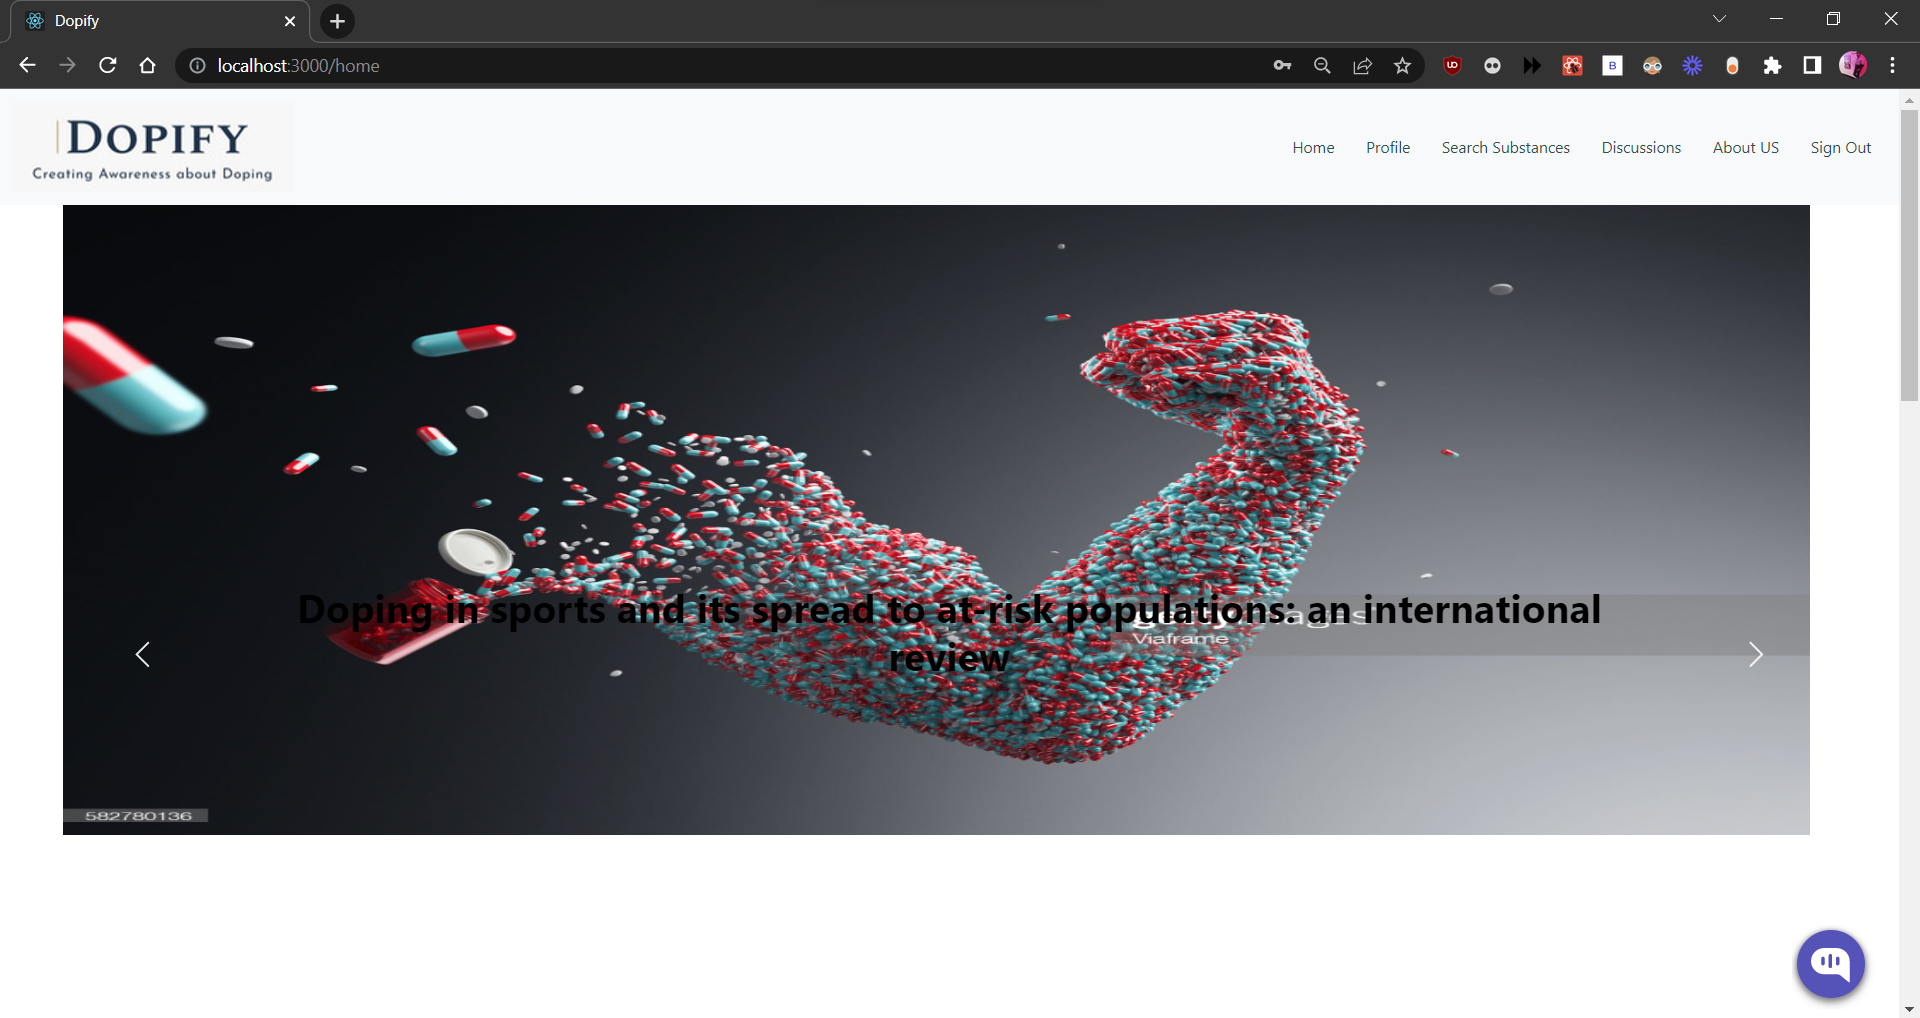 Dopify
localhost:3000/home
DOPIFY
Creating Awareness about Doping
Home Profile Search Substances Discussions About US Sign Out
Doping in sports and its spread to at-risk populations: an international
review
Viaframe
582780136